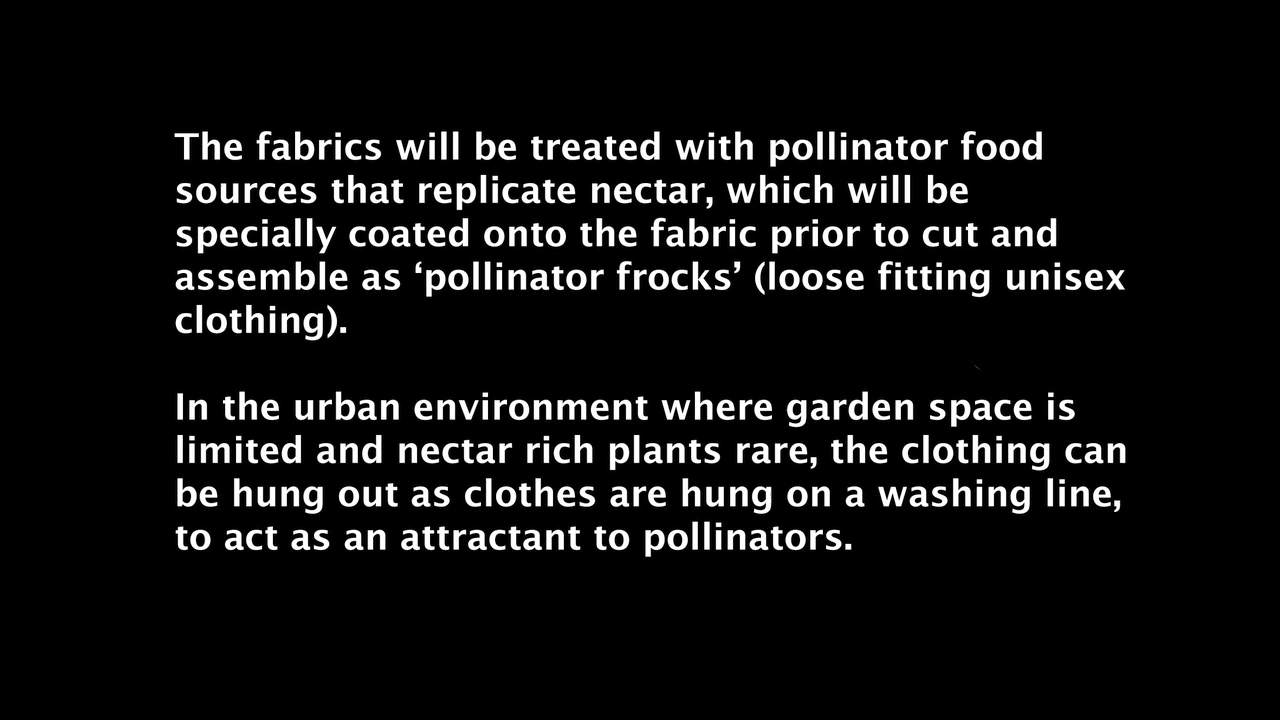 The fabrics will be treated with pollinator food
sources that replicate nectar, which will be
specially coated onto the fabric prior to cut and
assemble as ‘pollinator frocks’ (loose fitting unisex
clothing).
In the urban environment where garden space is
limited and nectar rich plants rare, the clothing can
be hung out as clothes are hung on a washing line,
to act as an attractant to pollinators.